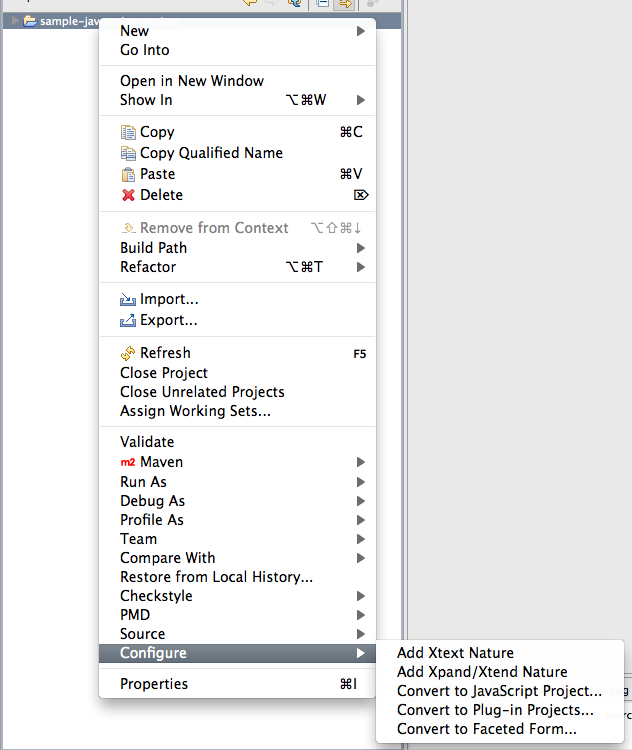 sample-jav
New
Go Into
Open in New Window
Show In ⌥⌘W
Copy ⌘C
Copy Qualified Name
Paste ⌘V
Delete ⌦
Remove from Context ⌥⇧⌘↓
Build Path
Refactor ⌥⌘T
Import...
Export...
Refresh F5
Close Project
Close Unrelated Projects
Assign Working Sets...
Validate
m2 Maven
Run As
Debug As
Profile As
Team
Compare With
Restore from Local History...
Checkstyle
PMD
Source
Configure
Add Xtext Nature
Add Xpand/Xtend Nature
Properties ⌘I
Convert to JavaScript Project...
Convert to Plug-in Projects...
Convert to Faceted Form...